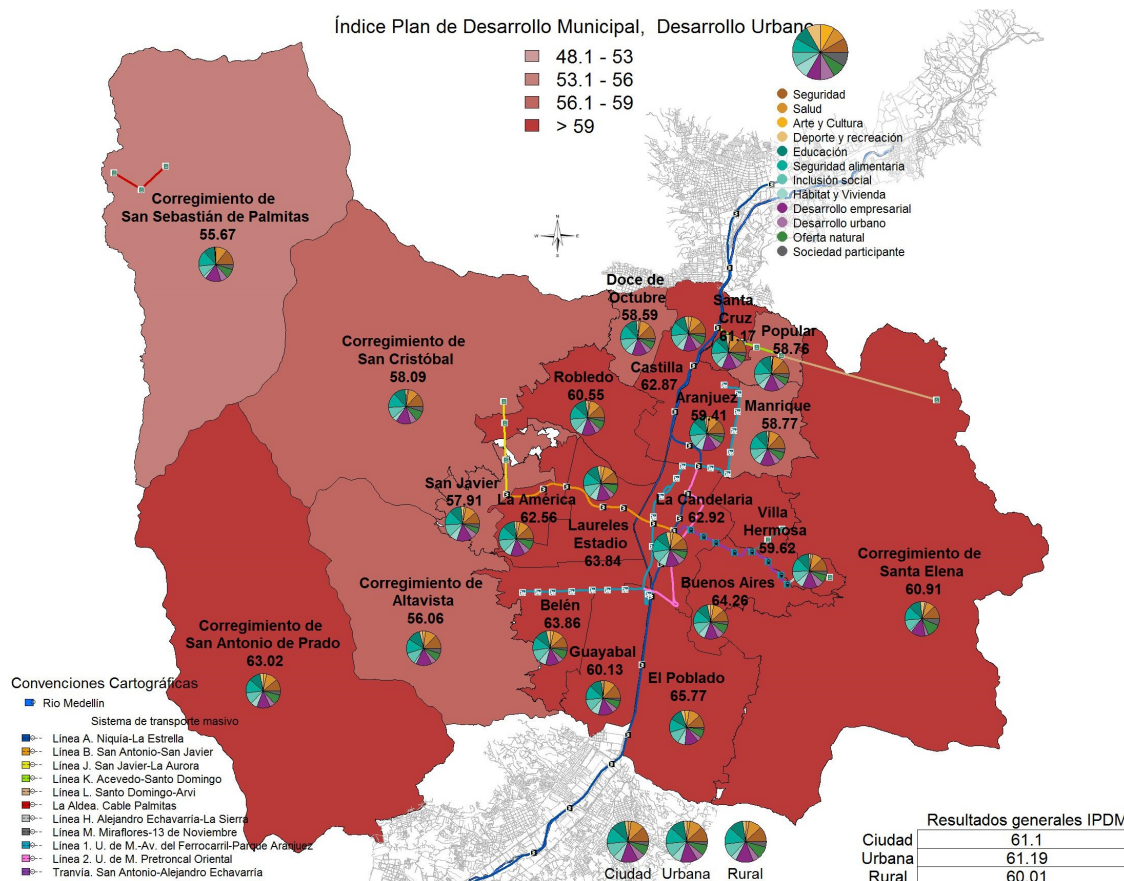 Índice Plan de Desarrollo Municipal, Desarrollo Urbano
48.1 - 53
53.1 - 56
56.1 - 59
> 59
Seguridad
Salud
Arte y Cultura
Deporte y recreación
Educación
Seguridad alimentaria
Inclusión social
Hábitat y Vivienda
Desarrollo empresarial
Desarrollo urbano
Oferta natural
Sociedad participante
N
W
E
S
Corregimiento de
San Sebastián de Palmitas
55.67
Doce de
Octubre
58.59
Santa
Cruz
61.17
Popular
58.76
Corregimiento de
San Cristóbal
58.09
Castilla
62.87
Robledo
60.55
Aranjuez
59.41
Manrique
58.77
San Javier
57.91
La América
62.56
La Candelaria
62.92
Laureles
Estadio
63.84
Villa
Hermosa
59.62
Corregimiento de
Santa Elena
60.91
Corregimiento de
Altavista
56.06
Buenos Aires
64.26
Belén
63.86
Corregimiento de
San Antonio de Prado
63.02
Guayabal
60.13
El Poblado
65.77
Convenciones Cartográficas
Rio Medellín
Sistema de transporte masivo
Línea A. Niquia-La Estrella
Línea B. San Antonio-San Javier
Línea J. San Javier-La Aurora
Línea K. Acevedo-Santo Domingo
Línea L. Santo Domingo-Arvi
La Aldea. Cable Palmitas
Línea H. Alejandro Echavarría-La Sierra
Línea M. Miraflores-13 de Noviembre
Línea 1. U. de M.-Av. del Ferrocarril-Parque Aranjuez
Línea 2. U. de M. Pretroncal Oriental
Tranvía. San Antonio-Alejandro Echavarría
Ciudad
Urbana
Rural
Resultados generales IPDM
Ciudad 61.1
Urbana 61.19
Rural 60.01